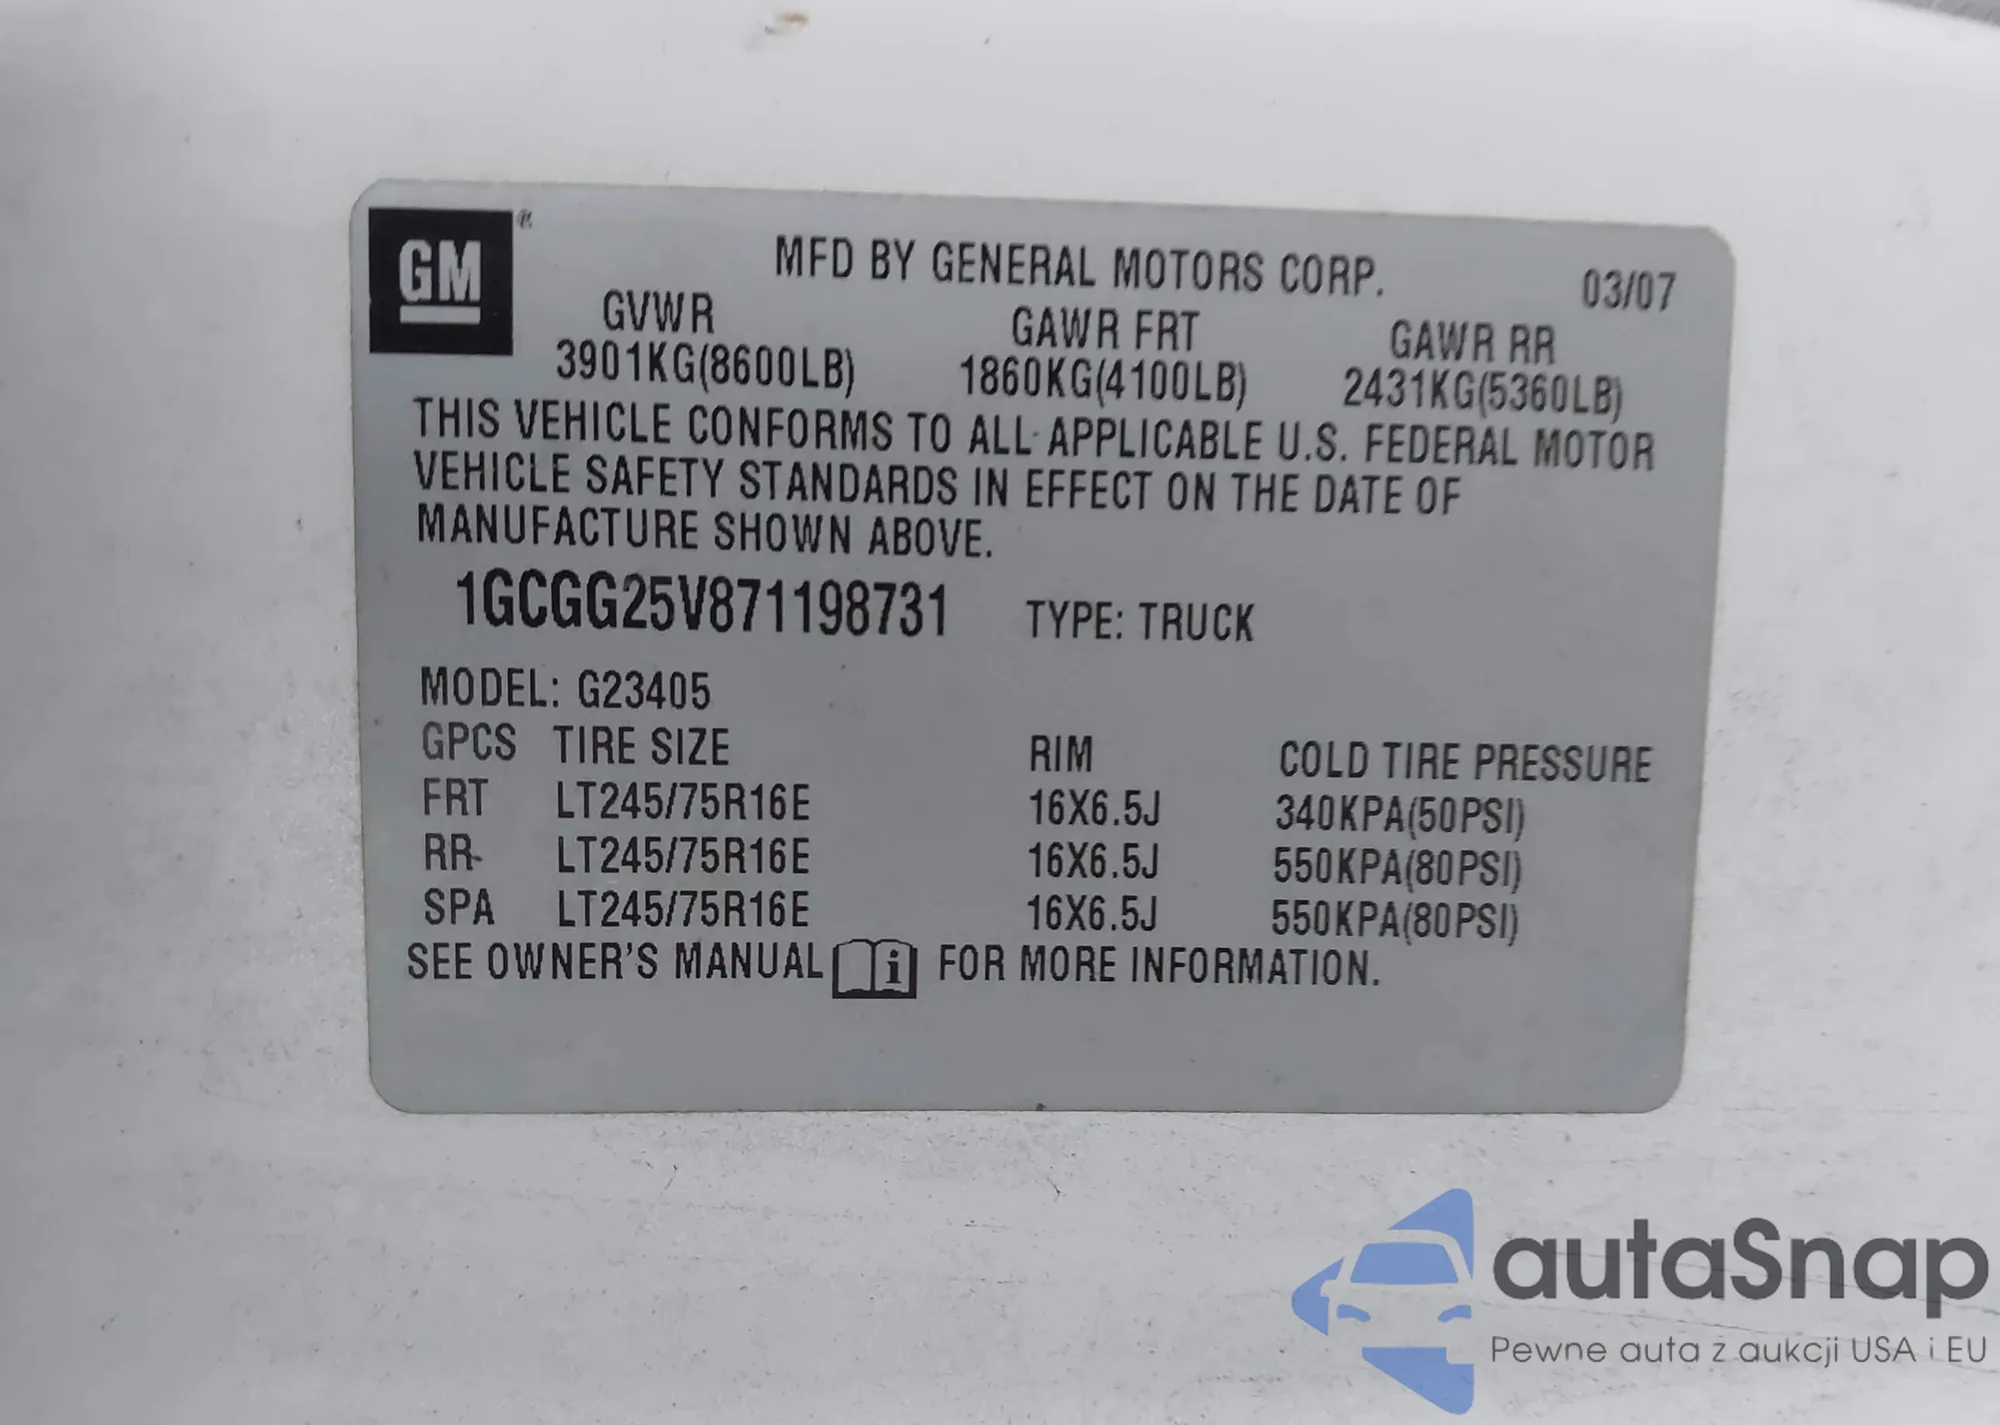 GM ®
MFD BY GENERAL MOTORS CORP. 03/07
GVWR GAWR FRT GAWR RR
3901KG(8600LB) 1860KG(4100LB) 2431KG(5360LB)
THIS VEHICLE CONFORMS TO ALL APPLICABLE U.S. FEDERAL MOTOR
VEHICLE SAFETY STANDARDS IN EFFECT ON THE DATE OF
MANUFACTURE SHOWN ABOVE.
1GCGG25V871198731 TYPE: TRUCK
MODEL: G23405
GPCS TIRE SIZE RIM COLD TIRE PRESSURE
FRT LT245/75R16E 16X6.5J 340KPA(50PSI)
RR LT245/75R16E 16X6.5J 550KPA(80PSI)
SPA LT245/75R16E 16X6.5J 550KPA(80PSI)
SEE OWNER'S MANUAL i FOR MORE INFORMATION.
autaSnap
Pewne auta z aukcji USA i EU